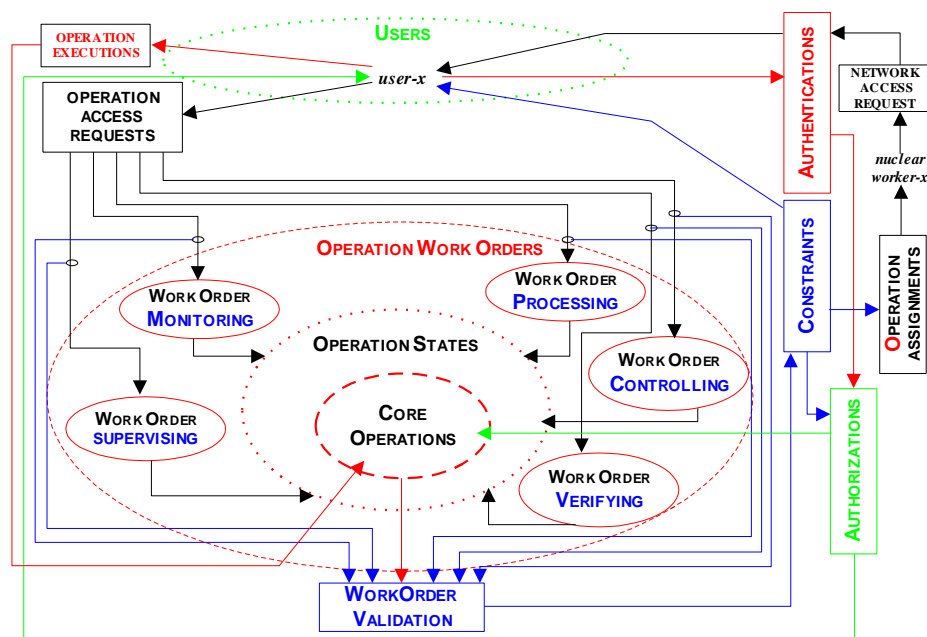 OPERATION
EXECUTIONS
USERS
user-x
AUTHENTICATIONS
NETWORK
ACCESS
REQUEST
OPERATION
ACCESS
REQUESTS
nuclear
worker-x
CONSTRAINTS
OPERATION
ASSIGNMENTS
OPERATION WORK ORDERS
WORK ORDER
MONITORING
WORK ORDER
PROCESSING
OPERATION STATES
WORK ORDER
CONTROLLING
CORE
OPERATIONS
WORK ORDER
SUPERVISING
WORK ORDER
VERIFYING
AUTHORIZATIONS
WORKORDER
VALIDATION